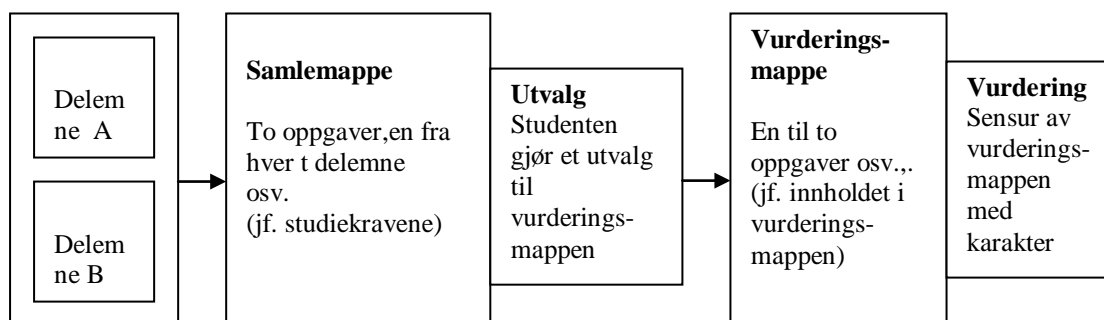 Delem
ne A
Delem
ne B
Samlemappe
To oppgaver,en fra
hver t delemne
osv.
(jf. studiekravene)
Utvalg
Studenten
gjør et utvalg
til
vurderings-
mappen
Vurderings-
mappe
En til to
oppgaver osv.,.
(jf. innholdet i
vurderings-
mappen)
Vurdering
Sensur av
vurderings-
mappen
med
karakter